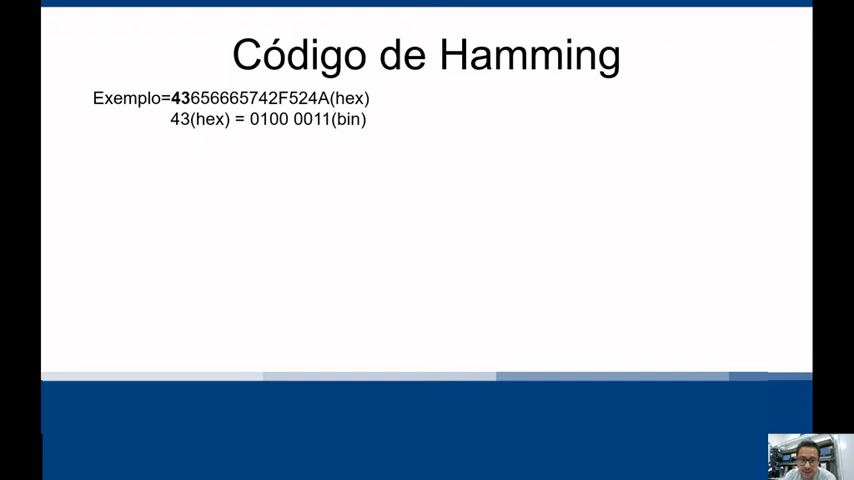 Código de Hamming
Exemplo=43656665742F524A(hex)
43(hex) = 0100 0011(bin)